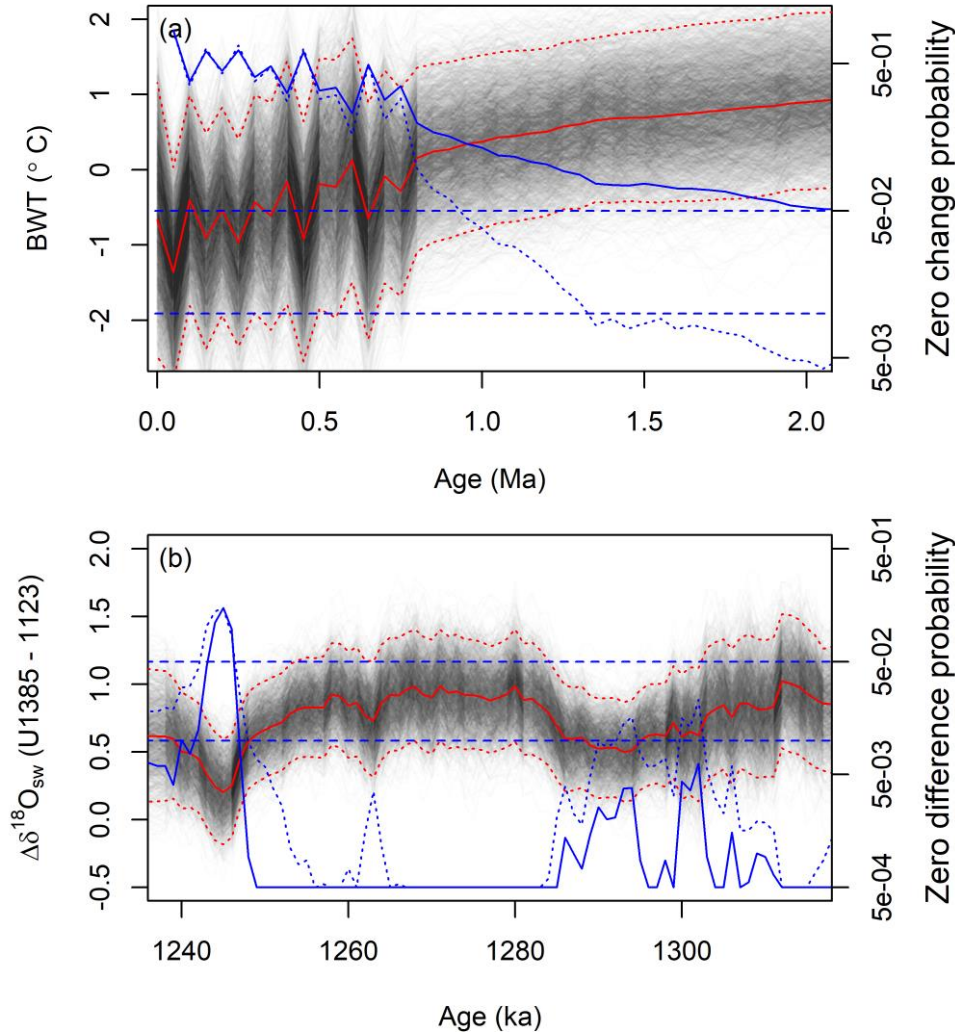 (a)
BWT (° C)
2
1
0
-1
-2
5e-01
5e-02
5e-03
Zero change probability
0.0 0.5 1.0 1.5 2.0
Age (Ma)
(b)
Δδ¹⁸Osw (U1385 - 1123)
2.0
1.5
1.0
0.5
0.0
-0.5
5e-01
5e-02
5e-03
5e-04
Zero difference probability
1240 1260 1280 1300
Age (ka)